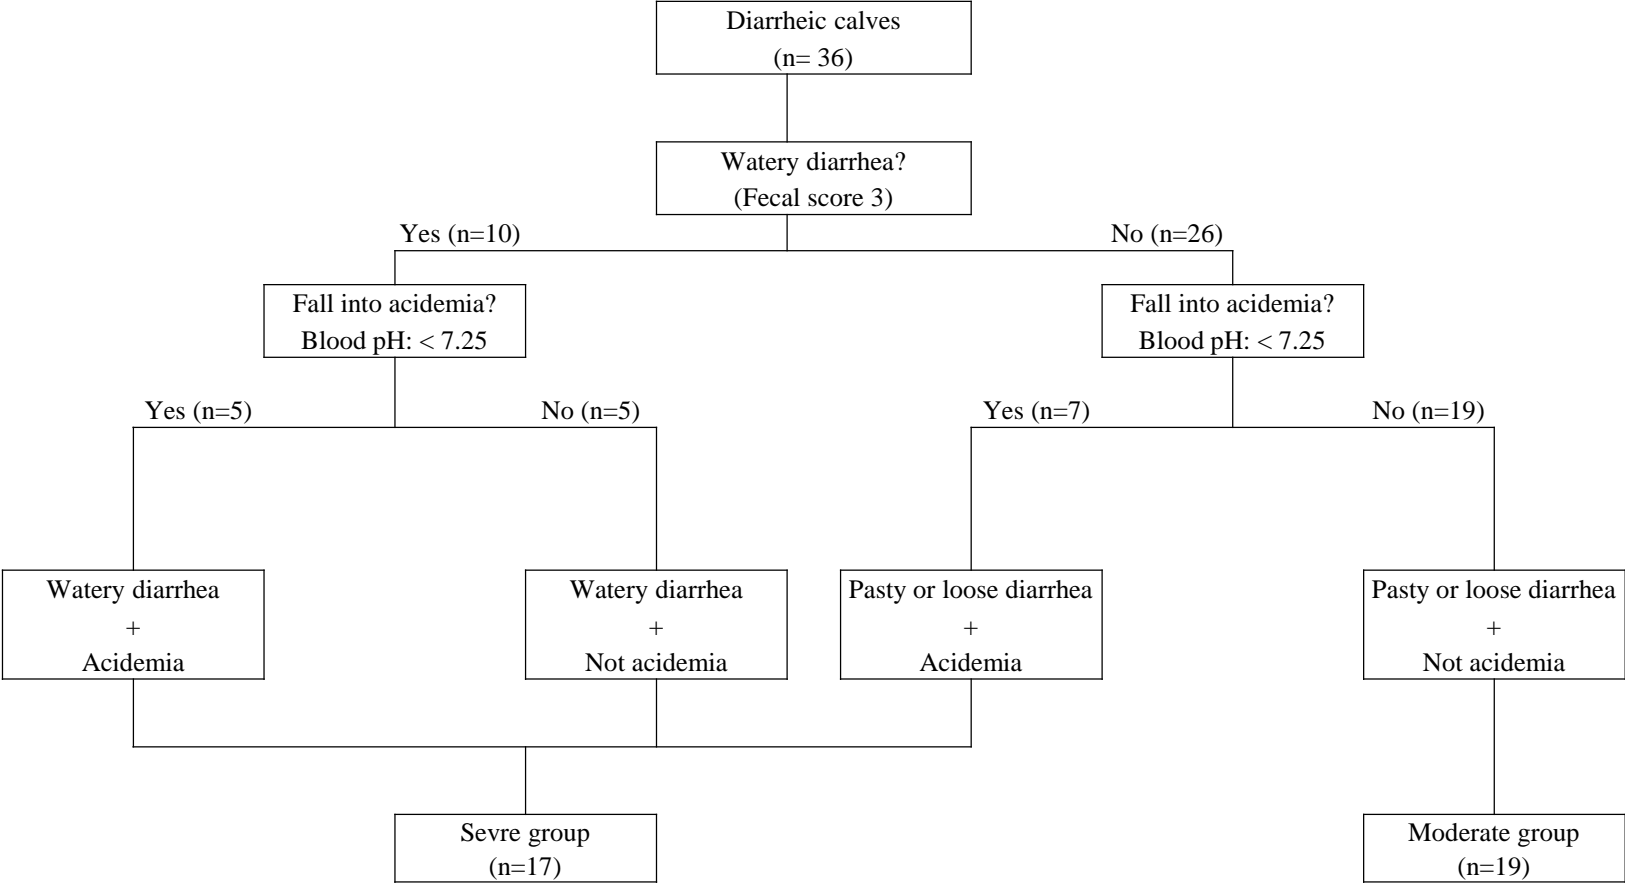 Diarrheic calves
(n= 36)
Watery diarrhea?
(Fecal score 3)
Yes (n=10)
No (n=26)
Fall into acidemia?
Blood pH: < 7.25
Fall into acidemia?
Blood pH: < 7.25
Yes (n=5)
No (n=5)
Yes (n=7)
No (n=19)
Watery diarrhea
+
Acidemia
Watery diarrhea
+
Not acidemia
Pasty or loose diarrhea
+
Acidemia
Pasty or loose diarrhea
+
Not acidemia
Sevre group
(n=17)
Moderate group
(n=19)